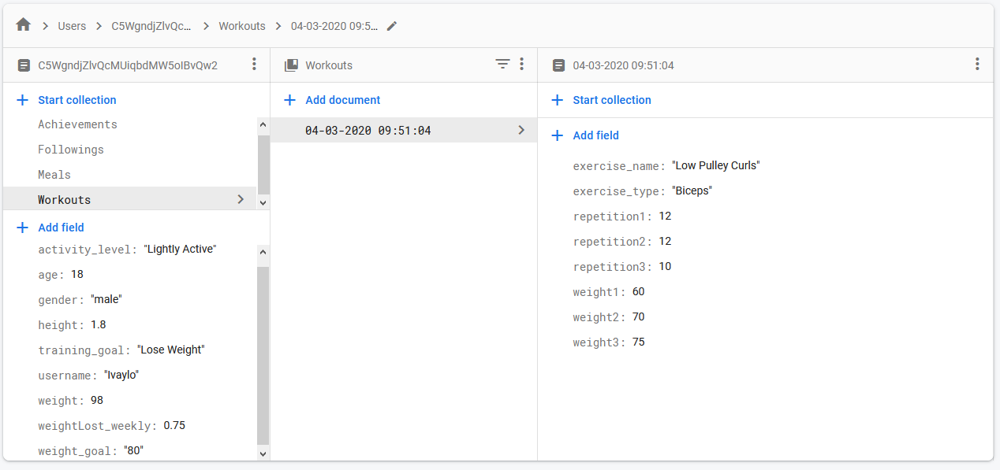 Users
C5WgndjZlvQc...
Workouts
04-03-2020 09:5...
C5WgndjZlvQcMUiqbdMW5oIBvQw2
Start collection
Achievements
Followings
Meals
Workouts
Add field
activity_level: "Lightly Active"
age: 18
gender: "male"
height: 1.8
training_goal: "Lose Weight"
username: "Ivaylo"
weight: 98
weightLost_weekly: 0.75
weight_goal: "80"
Workouts
Add document
04-03-2020 09:51:04
04-03-2020 09:51:04
Start collection
Add field
exercise_name: "Low Pulley Curls"
exercise_type: "Biceps"
repetition1: 12
repetition2: 12
repetition3: 10
weight1: 60
weight2: 70
weight3: 75